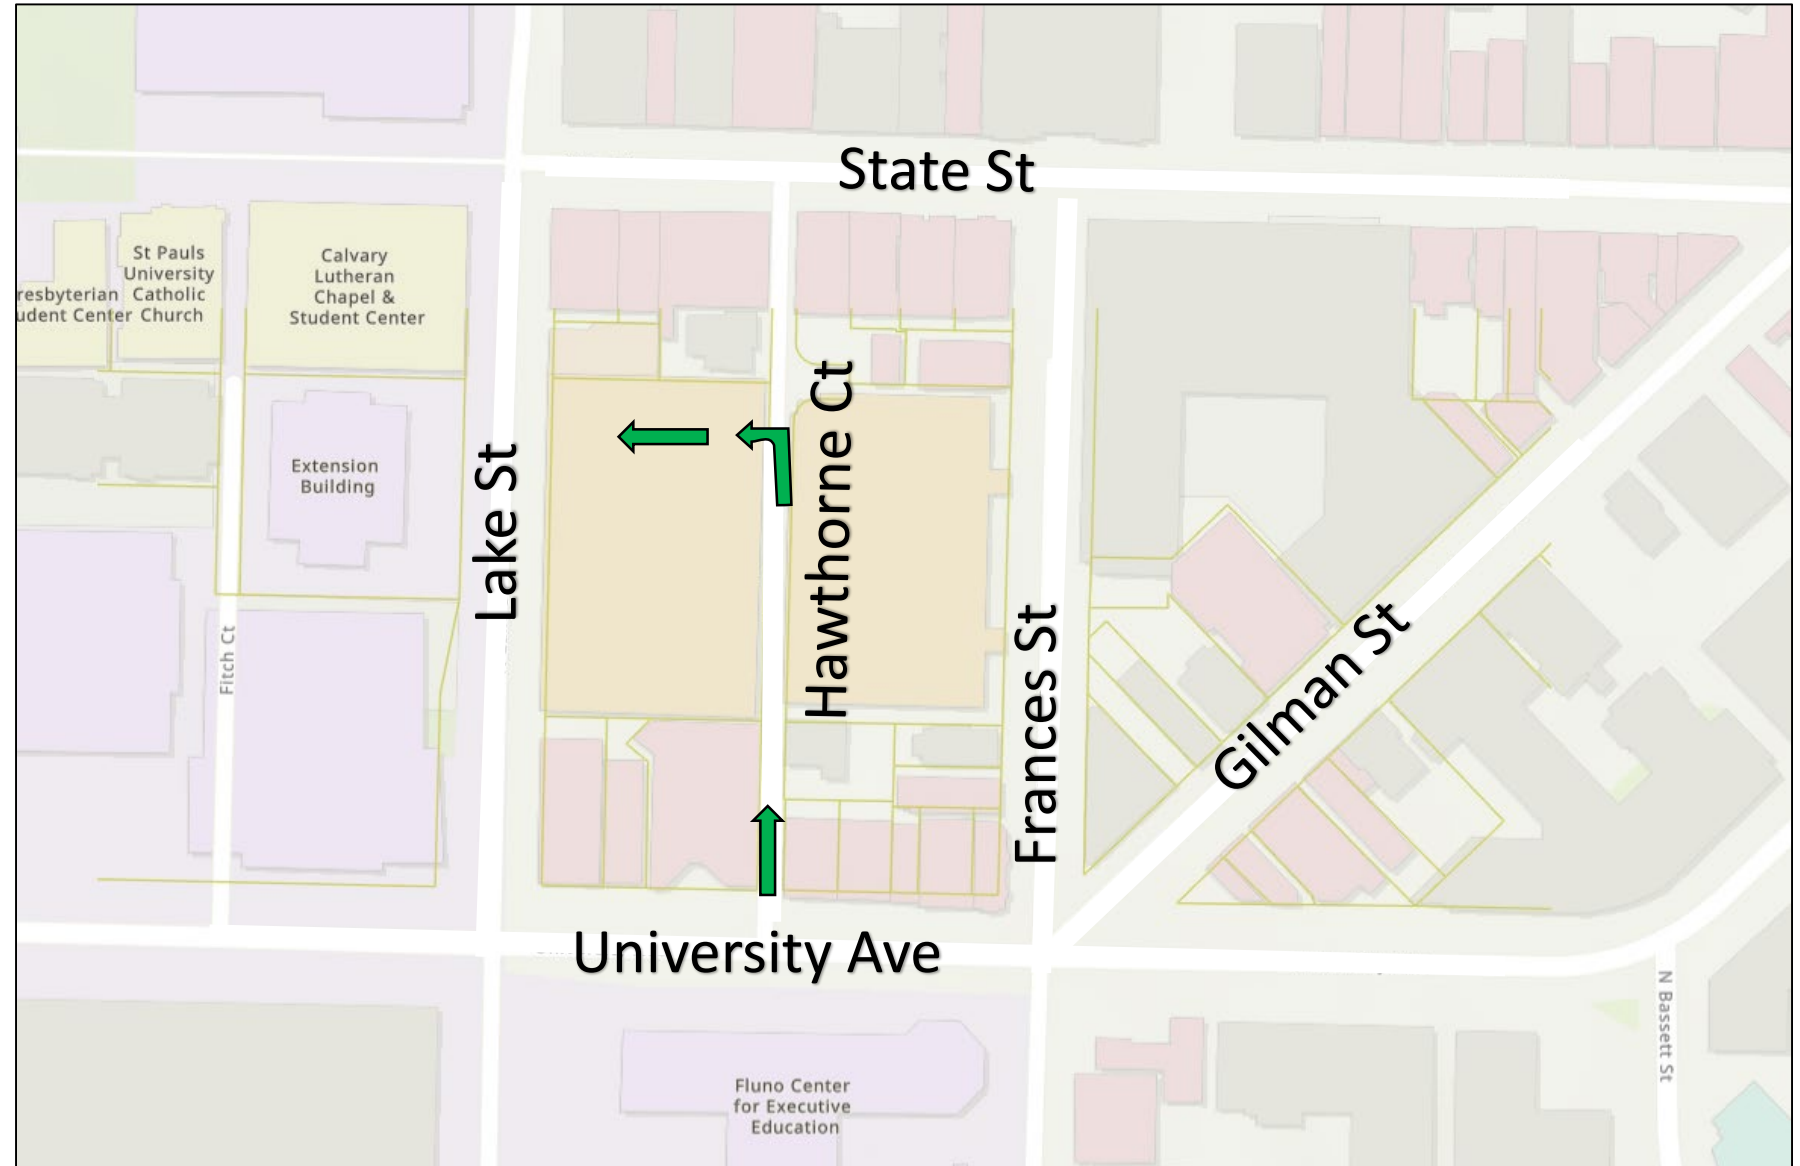 State St
St Pauls
University
Catholic
Church
resbyterian
udent Center
Calvary
Lutheran
Chapel &
Student Center
Hawthorne Ct
Lake St
Extension
Building
Frances St
Gilman St
Fitch Ct
University Ave
N Bassett St
Fluno Center
for Executive
Education